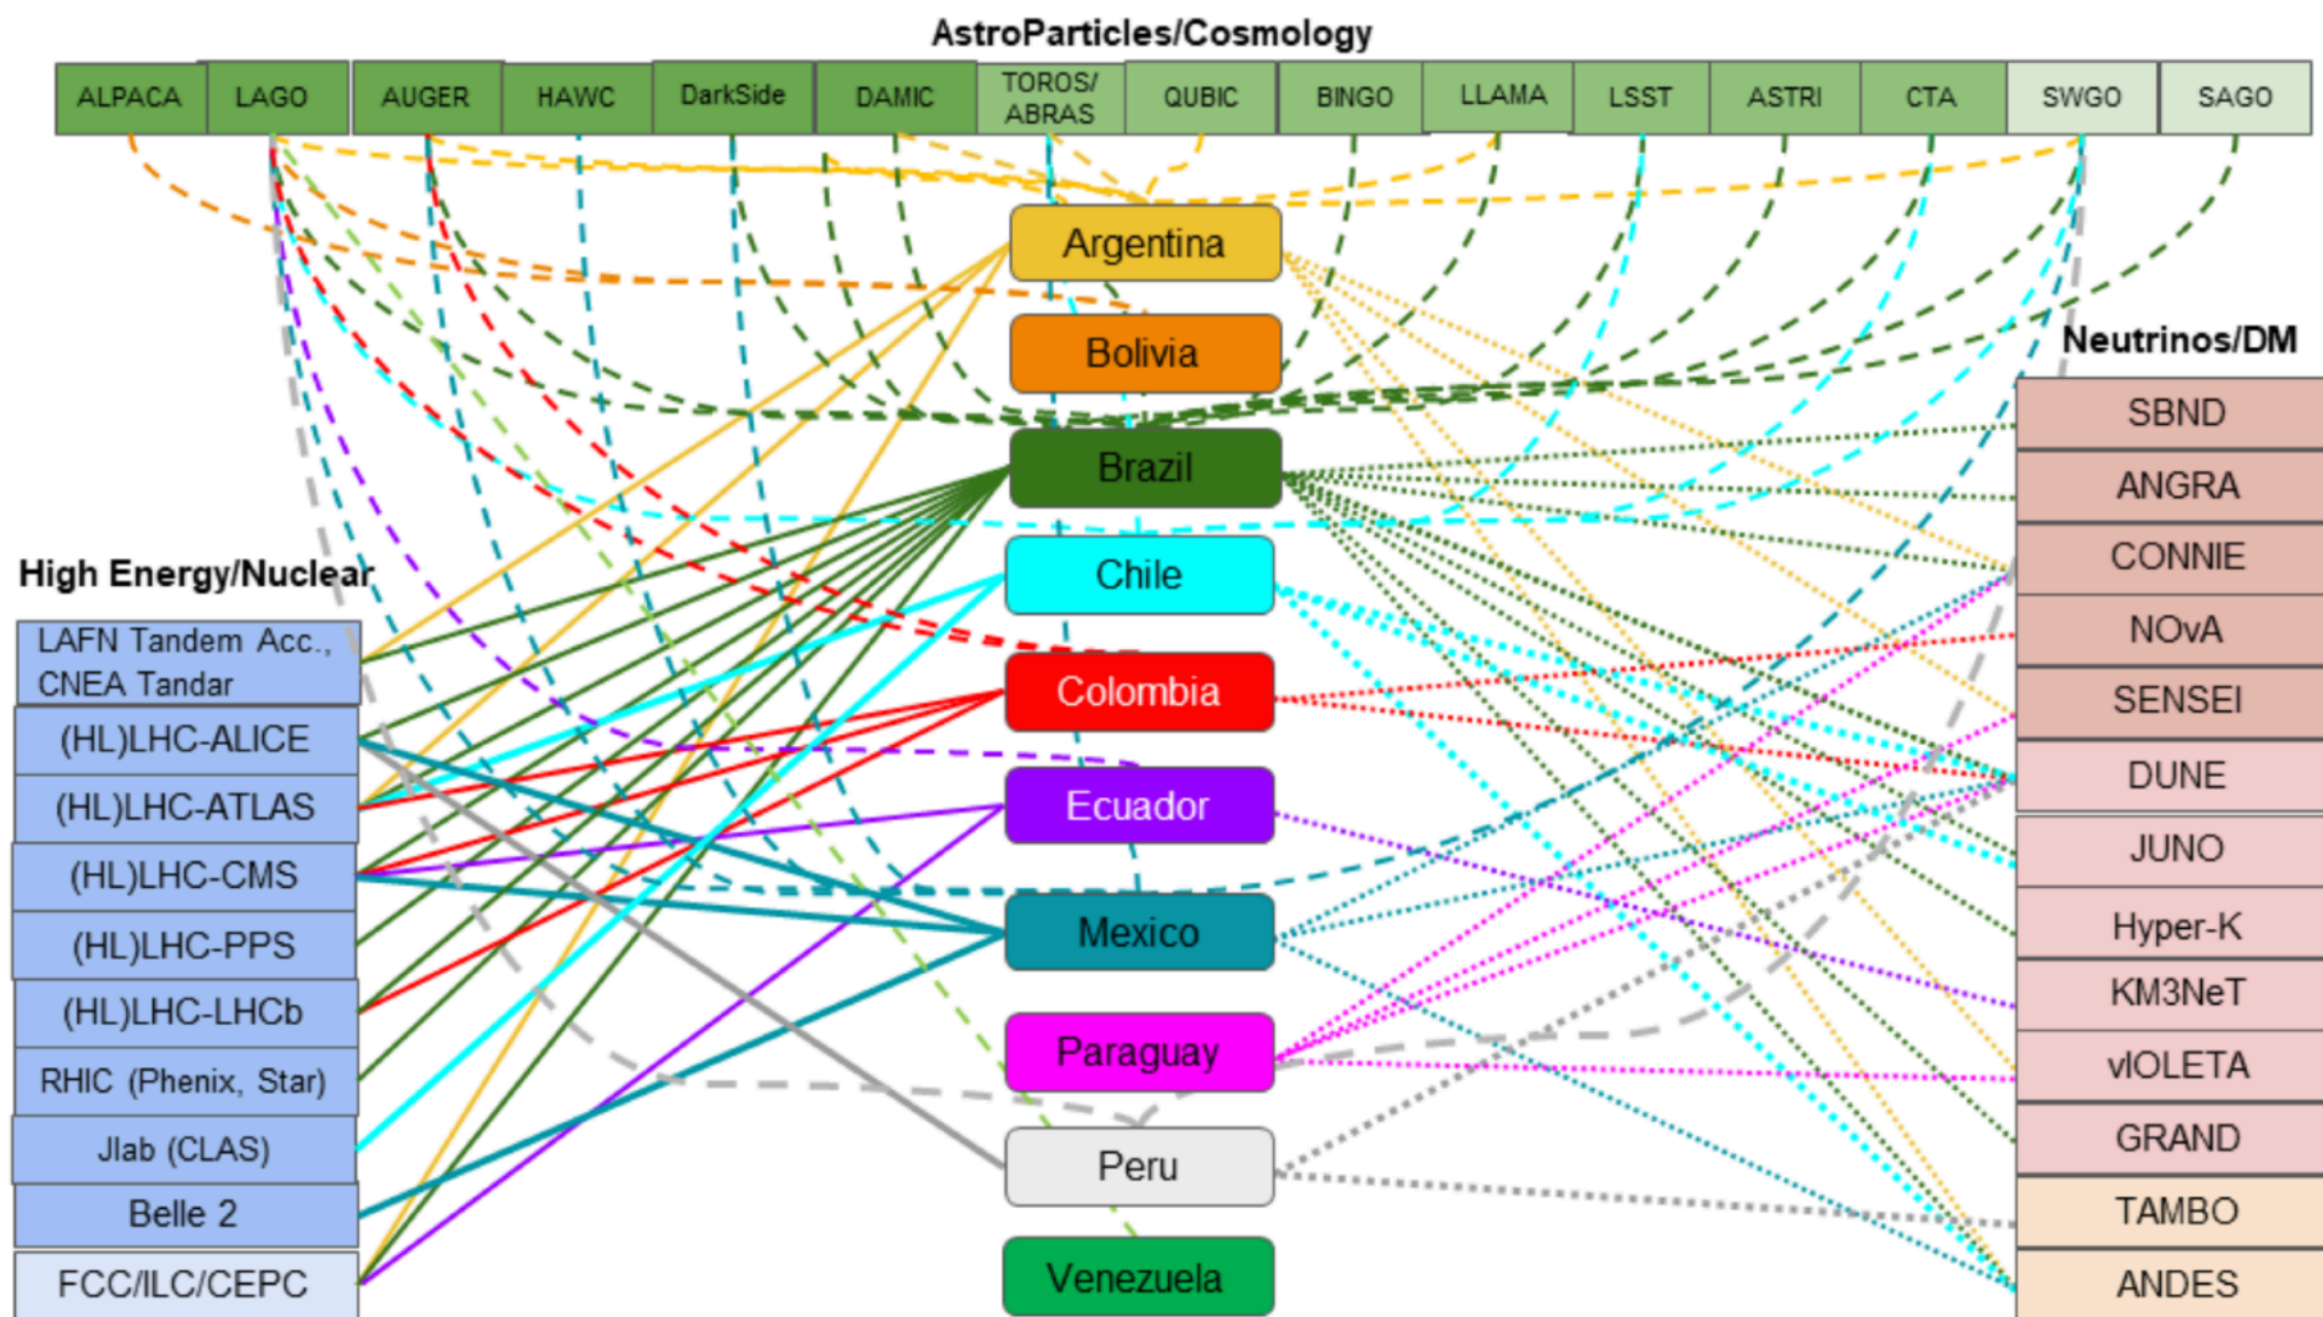 AstroParticles/Cosmology
ALPACA
LAGO
AUGER
HAWC
DarkSide
DAMIC
TOROS/
ABRAS
QUBIC
BINGO
LLAMA
LSST
ASTRI
CTA
SWGO
SAGO
High Energy/Nuclear
LAFN Tandem Acc.,
CNEA Tandar
(HL)LHC-ALICE
(HL)LHC-ATLAS
(HL)LHC-CMS
(HL)LHC-PPS
(HL)LHC-LHCb
RHIC (Phenix, Star)
Jlab (CLAS)
Belle 2
FCC/ILC/CEPC
Argentina
Bolivia
Brazil
Chile
Colombia
Ecuador
Mexico
Paraguay
Peru
Venezuela
Neutrinos/DM
SBND
ANGRA
CONNIE
NOvA
SENSEI
DUNE
JUNO
Hyper-K
KM3NeT
vIOLETA
GRAND
TAMBO
ANDES